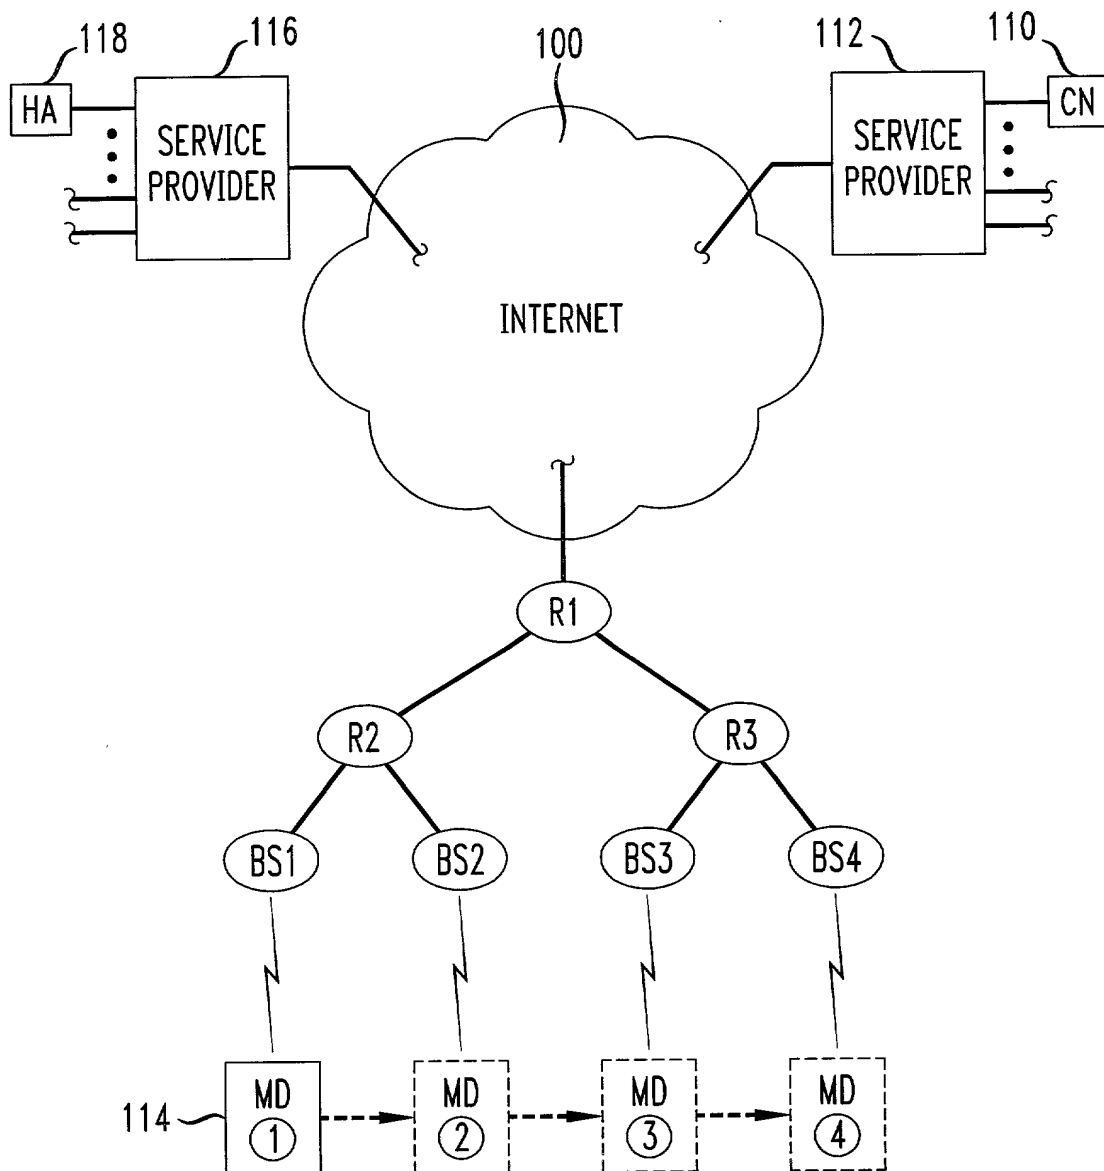 118
116
100
112
110
HA
SERVICE
PROVIDER
SERVICE
PROVIDER
CN
INTERNET
R1
R2
R3
BS1
BS2
BS3
BS4
114
MD
1
MD
2
MD
3
MD
4